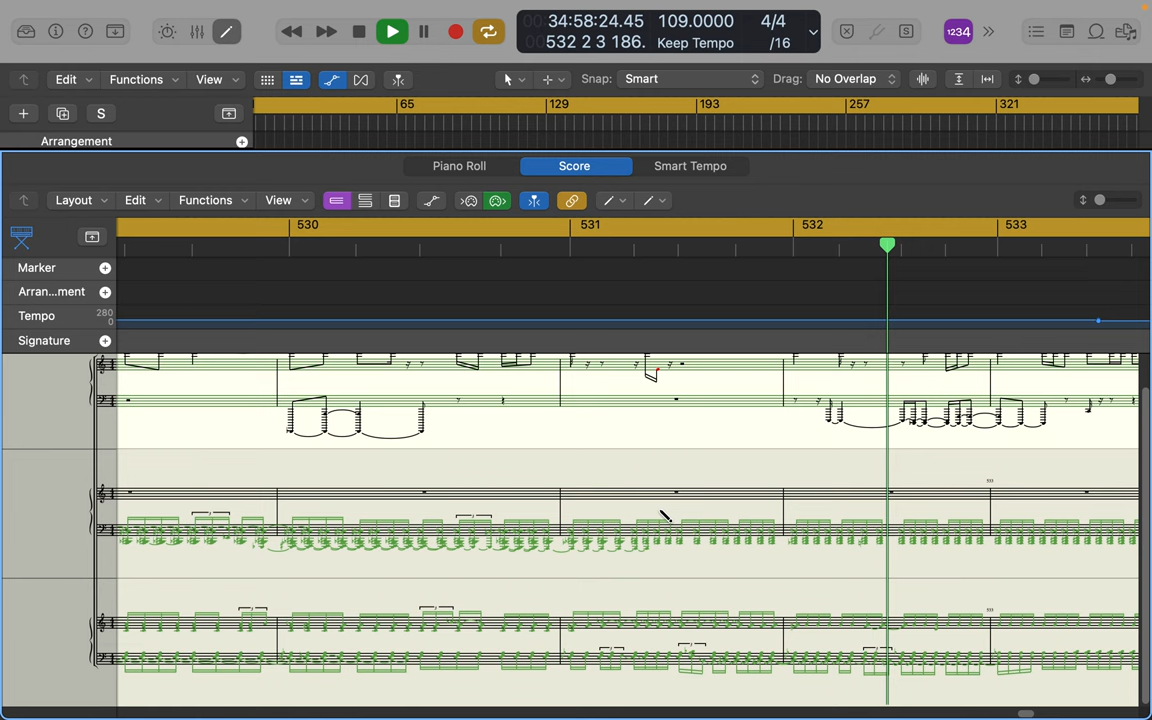 34:58:24.45 109.0000 4/4
532 2 3 186. Keep Tempo /16
1234
Edit Functions View Snap: Smart Drag: No Overlap
S
65 129 193 257 321
Arrangement
Piano Roll Score Smart Tempo
Layout Edit Functions View
530 531 532 533
Marker
Arran...ment
Tempo 280
0
Signature